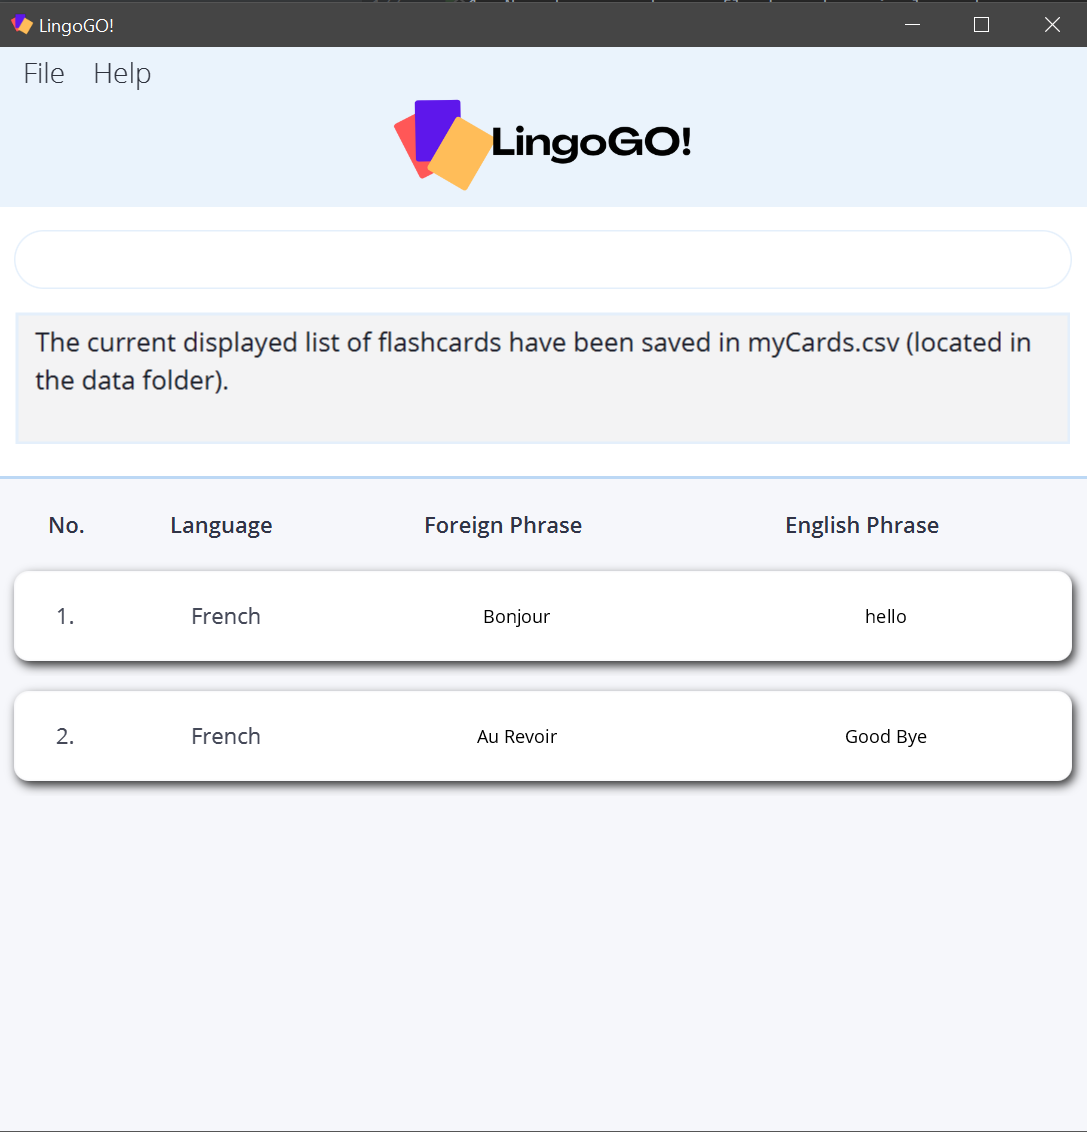 LingoGO!
File Help
LingoGO!
The current displayed list of flashcards have been saved in myCards.csv (located in
the data folder).
No. Language Foreign Phrase English Phrase
1. French Bonjour hello
2. French Au Revoir Good Bye